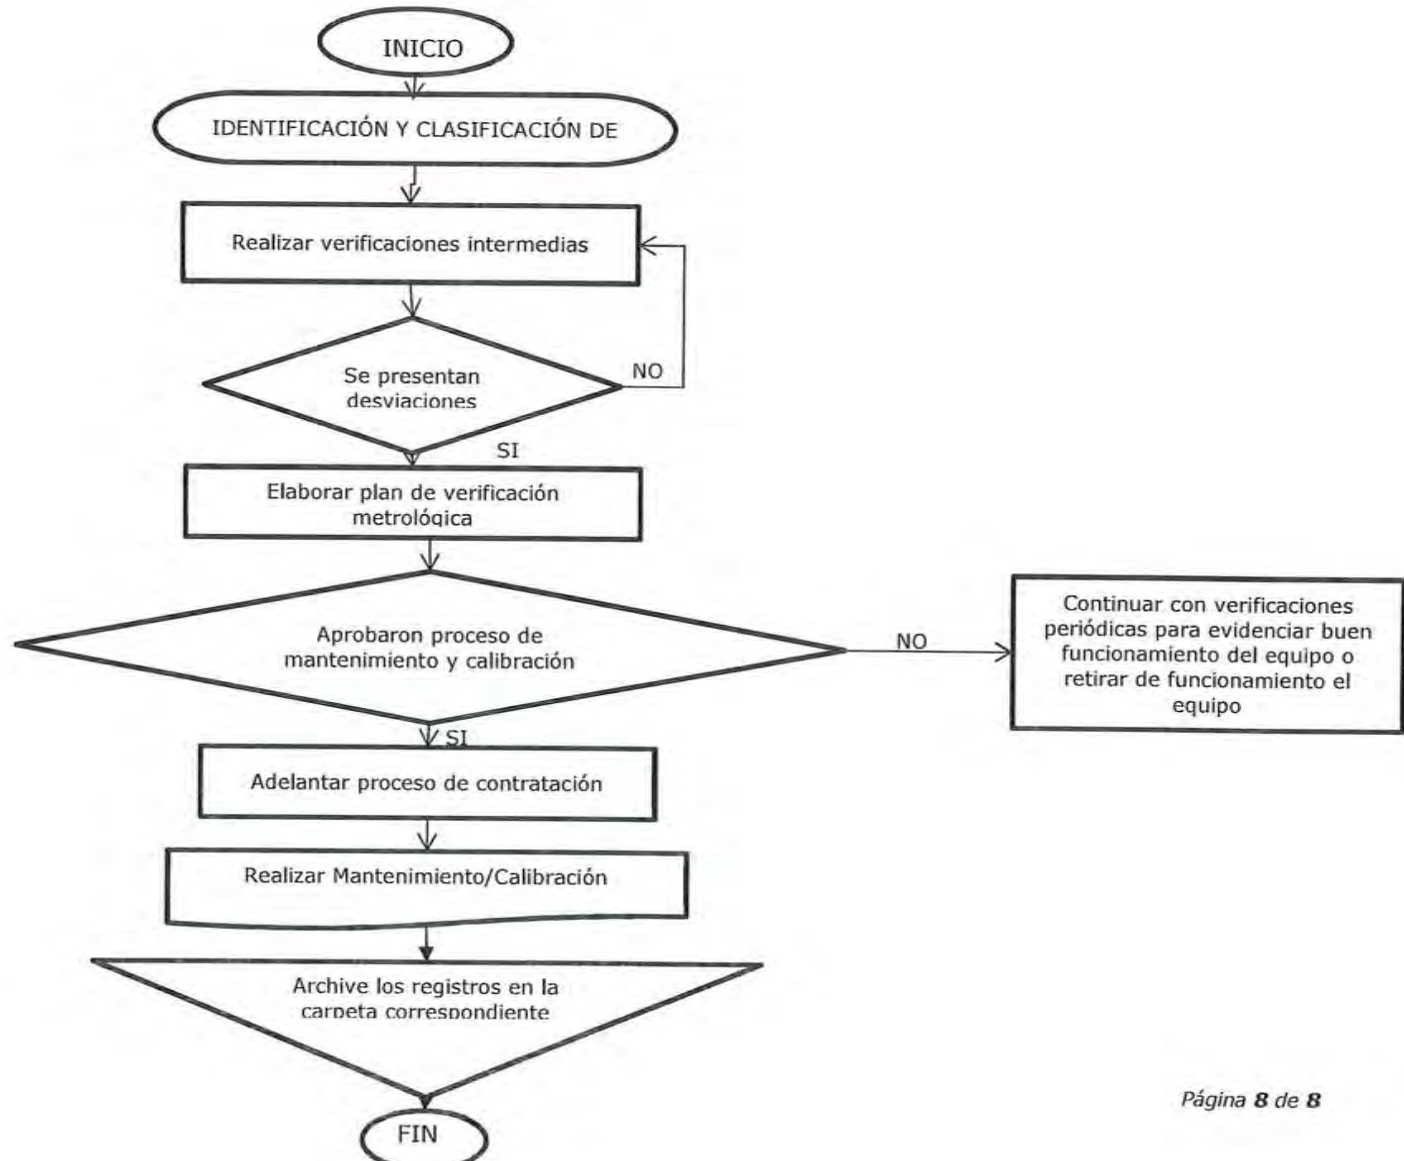 INICIO
IDENTIFICACIÓN Y CLASIFICACIÓN DE
Realizar verificaciones intermedias
Se presentan
desviaciones
NO
SI
Elaborar plan de verificación
metrológica
Aprobaron proceso de
mantenimiento y calibración
NO
Continuar con verificaciones
periódicas para evidenciar buen
funcionamiento del equipo o
retirar de funcionamiento el
equipo
SI
Adelantar proceso de contratación
Realizar Mantenimiento/Calibración
Archive los registros en la
carpeta correspondiente
FIN
Página 8 de 8